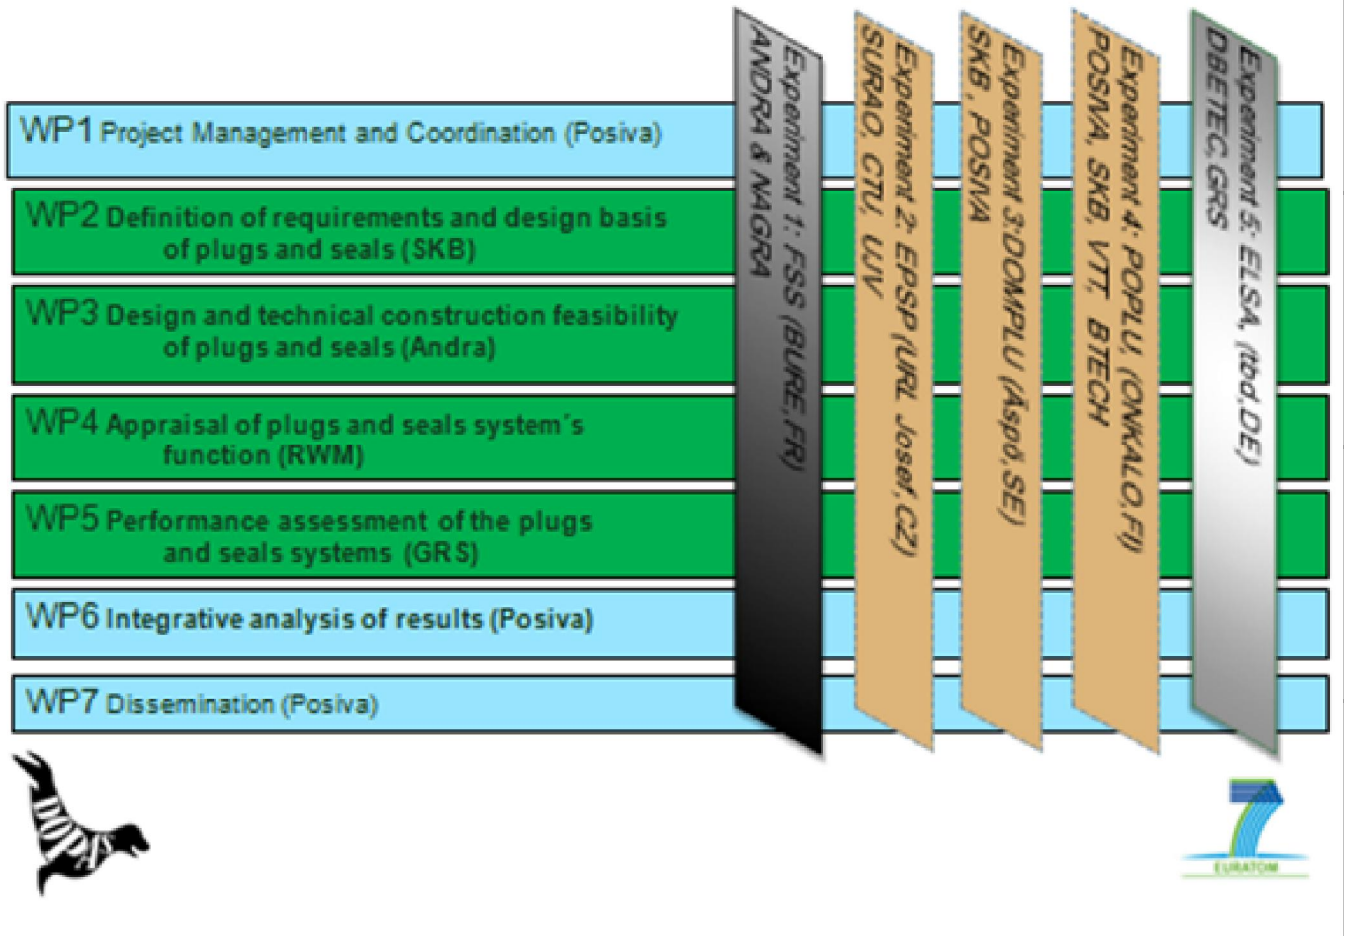 WP1 Project Management and Coordination (Posiva)
WP2 Definition of requirements and design basis
of plugs and seals (SKB)
WP3 Design and technical construction feasibility
of plugs and seals (Andra)
WP4 Appraisal of plugs and seals system's
function (RWM)
WP5 Performance assessment of the plugs
and seals systems (GRS)
WP6 Integrative analysis of results (Posiva)
WP7 Dissemination (Posiva)
Experiment 1: FSS (BURE,FR)
ANDRA & NAGRA
Experiment 2: EPSP (URL Josef,CZ)
SURAO, CTU, UJV
Experiment 3:DOMPLU (Äspö,SE)
SKB, POSIVA
Experiment 4: POPLU, (ONKALO,FI)
POSIVA, SKB, VTT, BTECH
Experiment 5: ELSA, (tbd,DE)
DBETEC,GRS
DOPAS
7
EURATOM